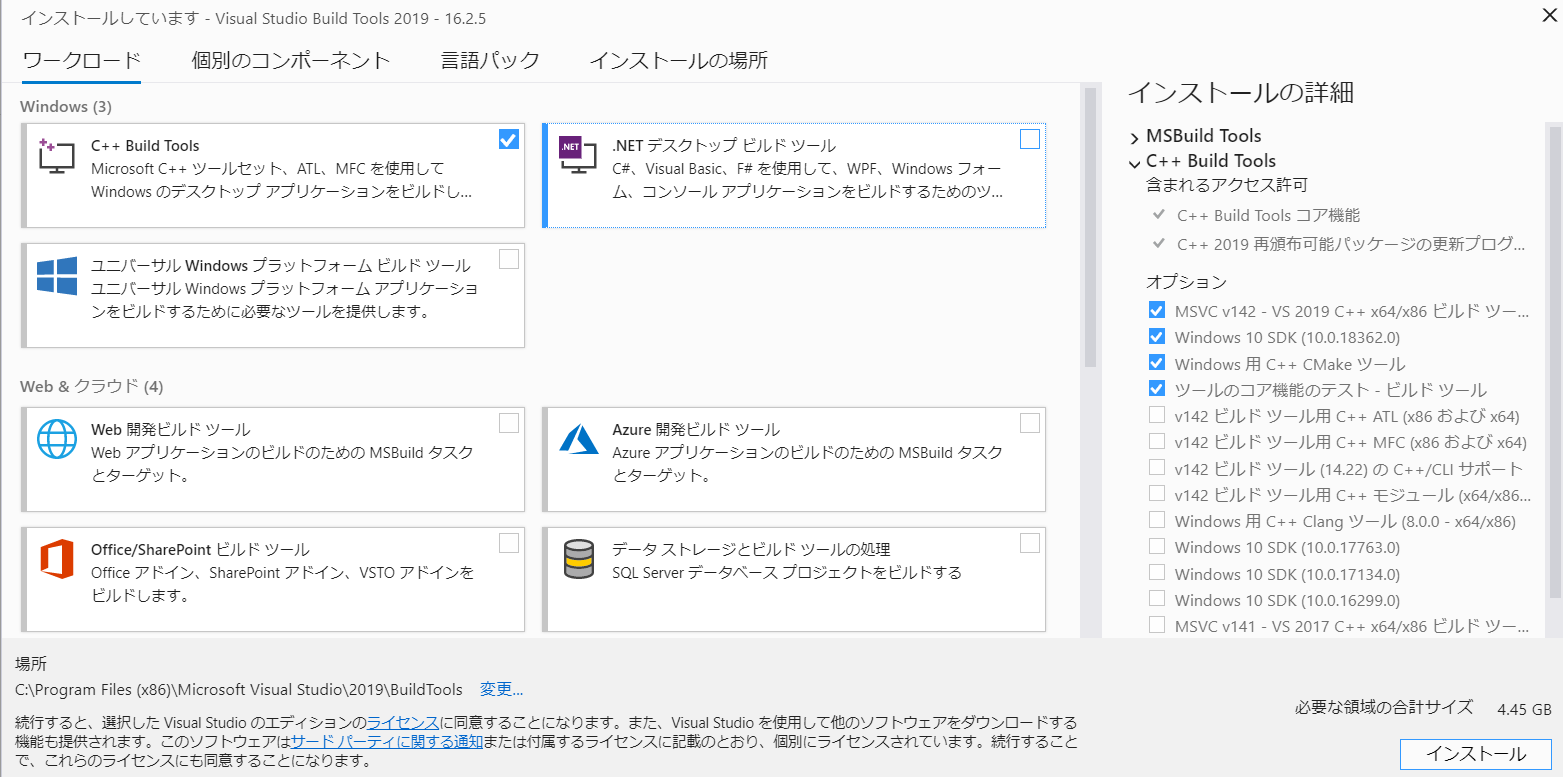 インストールしています - Visual Studio Build Tools 2019 - 16.2.5
ワークロード 個別のコンポーネント 言語パック インストールの場所
Windows (3)
C++ Build Tools
Microsoft C++ ツールセット、ATL、MFC を使用して
Windows のデスクトップ アプリケーションをビルドし...
.NET
.NET デスクトップ ビルド ツール
C#、Visual Basic、F# を使用して、WPF、Windows フォー
ム、コンソール アプリケーションをビルドするためのツ...
ユニバーサル Windows プラットフォーム ビルド ツール
ユニバーサル Windows プラットフォーム アプリケーショ
ンをビルドするために必要なツールを提供します。
Web & クラウド (4)
Web 開発ビルド ツール
Web アプリケーションのビルドのための MSBuild タスク
とターゲット。
Azure 開発ビルド ツール
Azure アプリケーションのビルドのための MSBuild タスク
とターゲット。
Office/SharePoint ビルド ツール
Office アドイン、SharePoint アドイン、VSTO アドインを
ビルドします。
データ ストレージとビルド ツールの処理
SQL Server データベース プロジェクトをビルドする
インストールの詳細
MSBuild Tools
C++ Build Tools
含まれるアクセス許可
C++ Build Tools コア機能
C++ 2019 再頒布可能パッケージの更新プログ...
オプション
MSVC v142 - VS 2019 C++ x64/x86 ビルド ツー...
Windows 10 SDK (10.0.18362.0)
Windows 用 C++ CMake ツール
ツールのコア機能のテスト - ビルド ツール
v142 ビルド ツール用 C++ ATL (x86 および x64)
v142 ビルド ツール用 C++ MFC (x86 および x64)
v142 ビルド ツール (14.22) の C++/CLI サポート
v142 ビルド ツール用 C++ モジュール (x64/x86...
Windows 用 C++ Clang ツール (8.0.0 - x64/x86)
Windows 10 SDK (10.0.17763.0)
Windows 10 SDK (10.0.17134.0)
Windows 10 SDK (10.0.16299.0)
MSVC v141 - VS 2017 C++ x64/x86 ビルド ツー...
場所
C:\Program Files (x86)\Microsoft Visual Studio\2019\BuildTools 変更...
続行すると、選択した Visual Studio のエディションのライセンスに同意することになります。また、Visual Studio を使用して他のソフトウェアをダウンロードする
機能も提供されます。このソフトウェアはサード パーティに関する通知または付属するライセンスに記載のとおり、個別にライセンスされています。続行すること
で、これらのライセンスにも同意することになります。
必要な領域の合計サイズ 4.45 GB
インストール